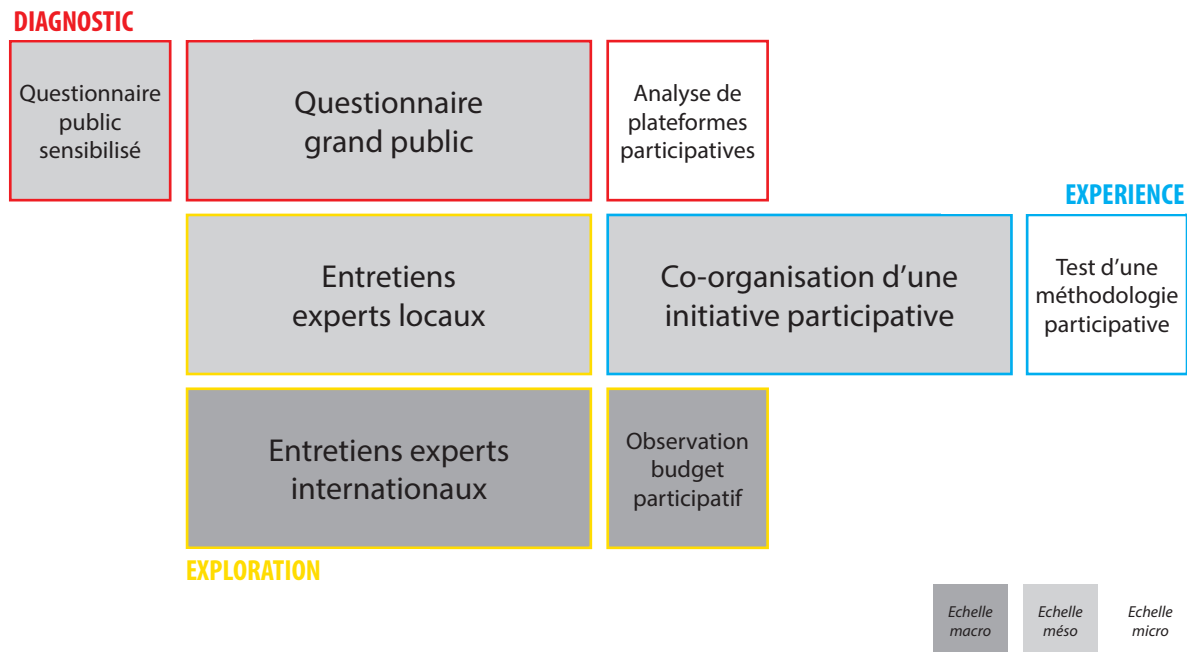 DIAGNOSTIC
Questionnaire
public
sensibilisé
Questionnaire
grand public
Analyse de
plateformes
participatives
EXPERIENCE
Entretiens
experts locaux
Co-organisation d’une
initiative participative
Test d’une
méthodologie
participative
Entretiens experts
internationaux
Observation
budget
participatif
EXPLORATION
Echelle
macro
Echelle
méso
Echelle
micro